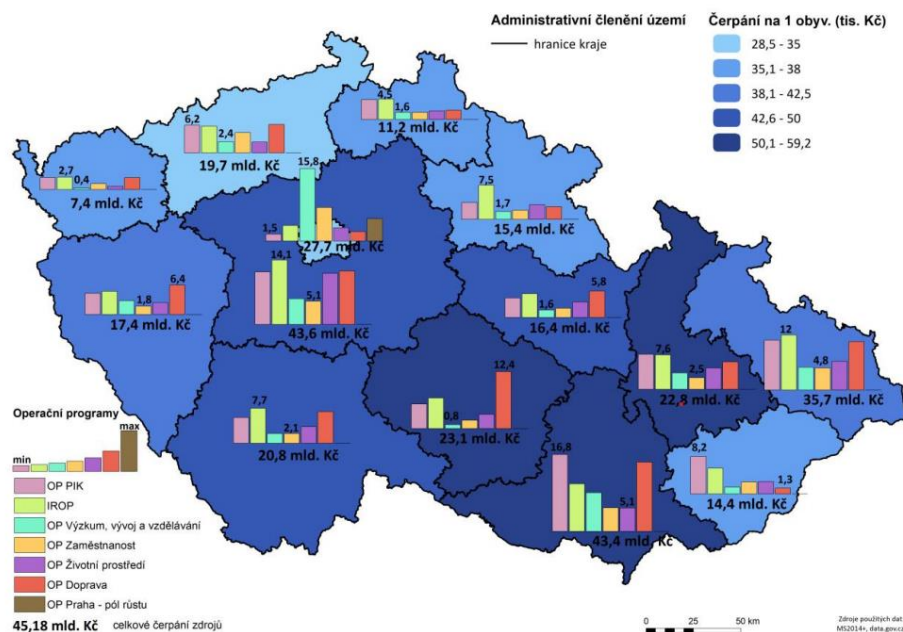 Administrativní členění území
hranice kraje
Čerpání na 1 obyv. (tis. Kč)
28,5 - 35
35,1 - 38
38,1 - 42,5
42,6 - 50
50,1 - 59,2
6,2
2,4
19,7 mld. Kč
4,5
1,6
11,2 mld. Kč
2,7
0,4
7,4 mld. Kč
15,8
1,5
27,7 mld. Kč
7,5
1,7
15,4 mld. Kč
14,1
5,1
43,6 mld. Kč
6,4
1,8
17,4 mld. Kč
5,8
1,6
16,4 mld. Kč
7,6
2,5
22,8 mld. Kč
12
4,8
35,7 mld. Kč
12,4
0,8
23,1 mld. Kč
7,7
2,1
20,8 mld. Kč
16,8
5,1
43,4 mld. Kč
8,2
1,3
14,4 mld. Kč
Operační programy
max
min
OP PIK
IROP
OP Výzkum, vývoj a vzdělávání
OP Zaměstnanost
OP Životní prostředí
OP Doprava
OP Praha - pól růstu
45,18 mld. Kč celkové čerpání zdrojů
0 25 50 km
Zdroje použitých dat
MS2014+, data.gov.cz